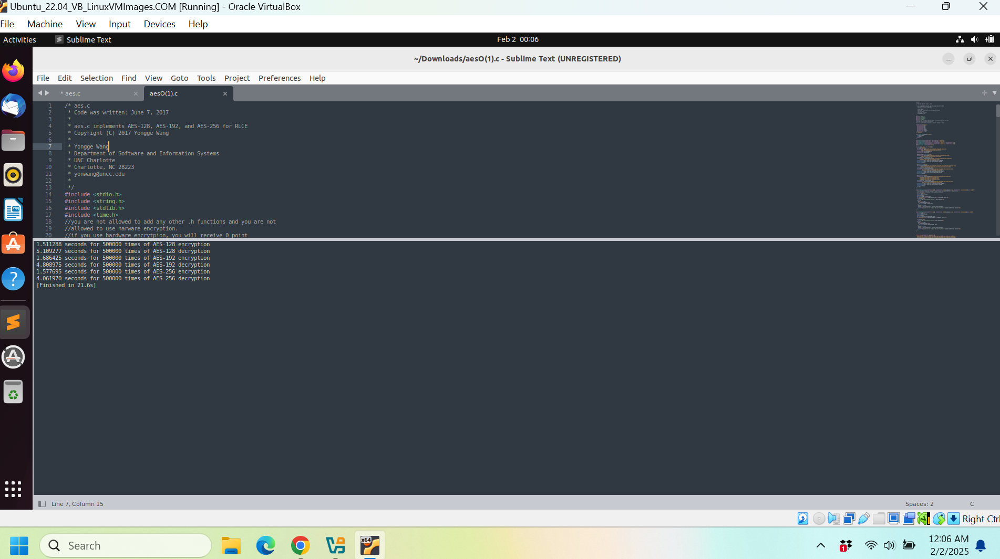 Ubuntu_22.04_VB_LinuxVMImages.COM [Running] - Oracle VirtualBox
File Machine View Input Devices Help
Activities Sublime Text Feb 2 00:06
~/Downloads/aesO(1).c - Sublime Text (UNREGISTERED)
File Edit Selection Find View Goto Tools Project Preferences Help
* aes.c aesO(1).c
1 /* aes.c
2 * Code was written: June 7, 2017
3 *
4 * aes.c implements AES-128, AES-192, and AES-256 for RLCE
5 * Copyright (C) 2017 Yongge Wang
6 *
7 * Yongge Wang
8 * Department of Software and Information Systems
9 * UNC Charlotte
10 * Charlotte, NC 28223
11 * yonwang@uncc.edu
12 *
13 */
14 #include <stdio.h>
15 #include <string.h>
16 #include <stdlib.h>
17 #include <time.h>
18 //you are not allowed to add any other .h functions and you are not
19 //allowed to use harware encryption.
20 //if you use hardware encrytpion, you will receive 0 point
1.511288 seconds for 500000 times of AES-128 encryption
5.109277 seconds for 500000 times of AES-128 decryption
1.686425 seconds for 500000 times of AES-192 encryption
4.808975 seconds for 500000 times of AES-192 decryption
1.577695 seconds for 500000 times of AES-256 encryption
4.061970 seconds for 500000 times of AES-256 decryption
[Finished in 21.6s]
Line 7, Column 15 Spaces: 2 C
Right Ctrl
Search
x64
1
12:06 AM
2/2/2025